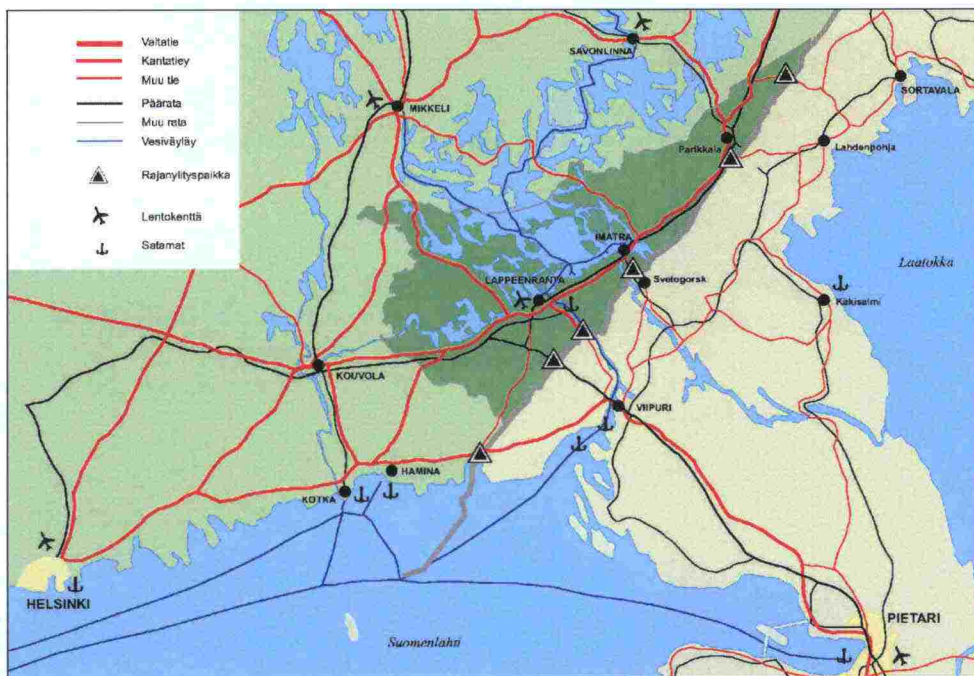 Valtatie
Kantatiey
Muu tie
Päärata
Muu rata
Vesiväyläy
Rajanylityspaikka
Lentokenttä
Satamat
SAVONLINNA
MIKKELI
SORTAVALA
Parikkala
Lahdenpohja
IMATRA
Laatokka
LAPPEENRANTA
Svetogorsk
Käkisalmi
KOUVOLA
VIIPURI
HAMINA
KOTKA
HELSINKI
PIETARI
Suomenlahti